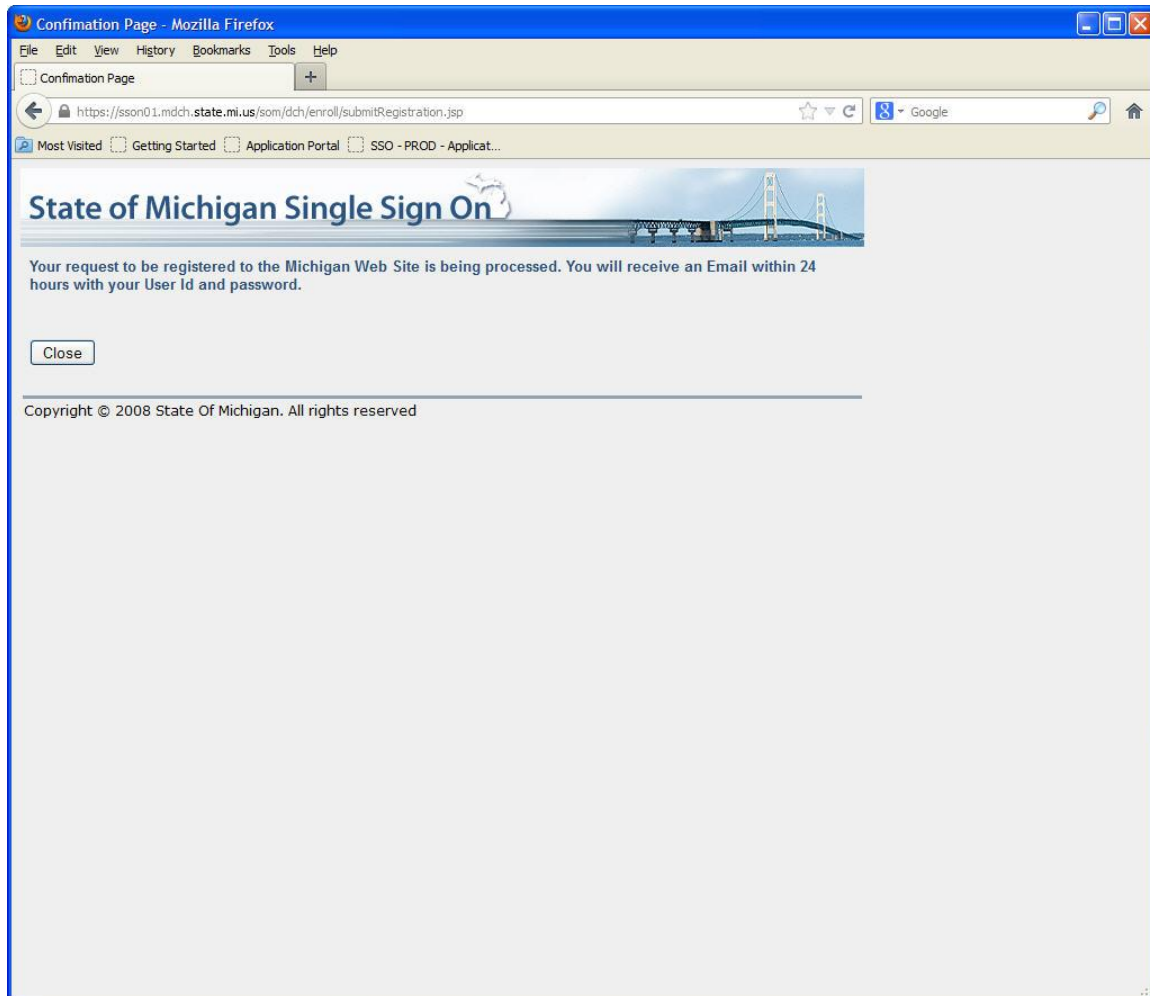 Confimation Page - Mozilla Firefox
File Edit View History Bookmarks Tools Help
Confimation Page
https://sson01.mdch.state.mi.us/som/dch/enroll/submitRegistration.jsp
Google
Most Visited Getting Started Application Portal SSO - PROD - Applicat...
State of Michigan Single Sign On
Your request to be registered to the Michigan Web Site is being processed. You will receive an Email within 24
hours with your User Id and password.
Close
Copyright © 2008 State Of Michigan. All rights reserved